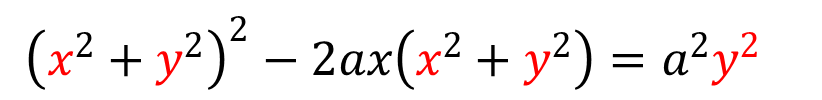 (x² + y²)² − 2ax(x² + y²) = a²y²